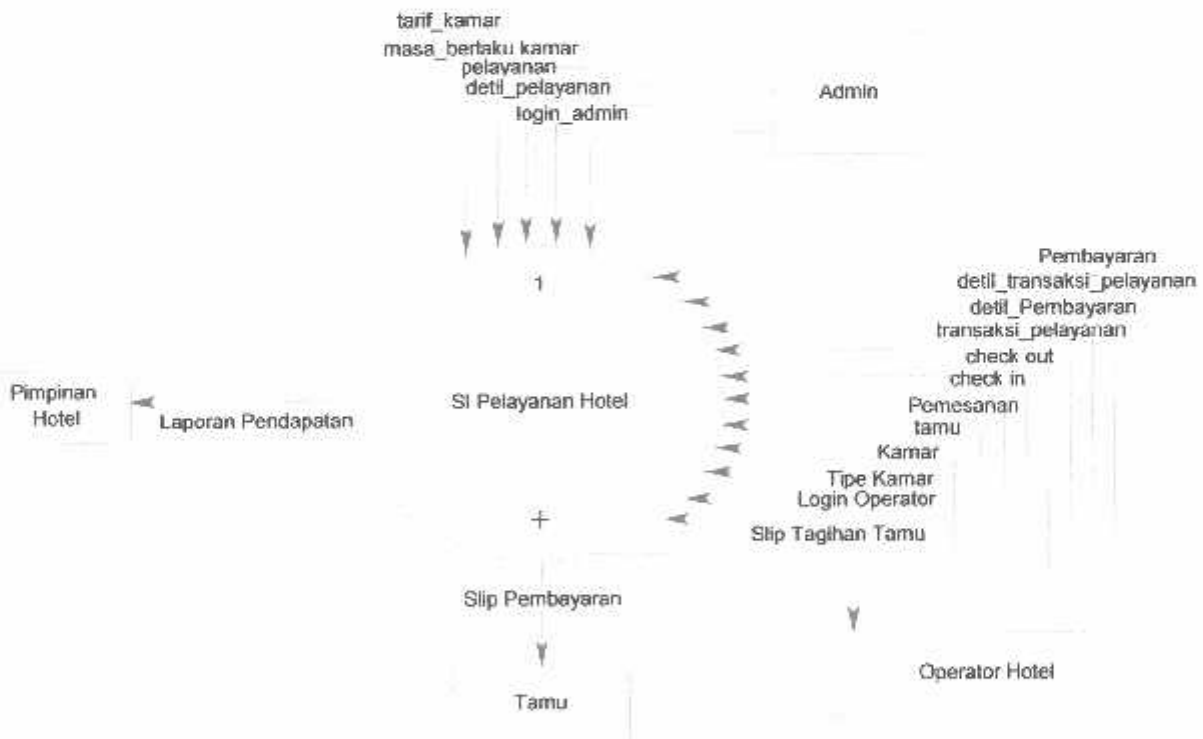 tarif_kamar
masa_berlaku kamar
pelayanan
detil_pelayanan
login_admin
Admin
1
Pembayaran
detil_transaksi_pelayanan
detil_Pembayaran
transaksi_pelayanan
check out
check in
Pemesanan
tamu
Kamar
Tipe Kamar
Login Operator
Slip Tagihan Tamu
Pimpinan
Hotel
Laporan Pendapatan
SI Pelayanan Hotel
+
Slip Pembayaran
Tamu
Operator Hotel